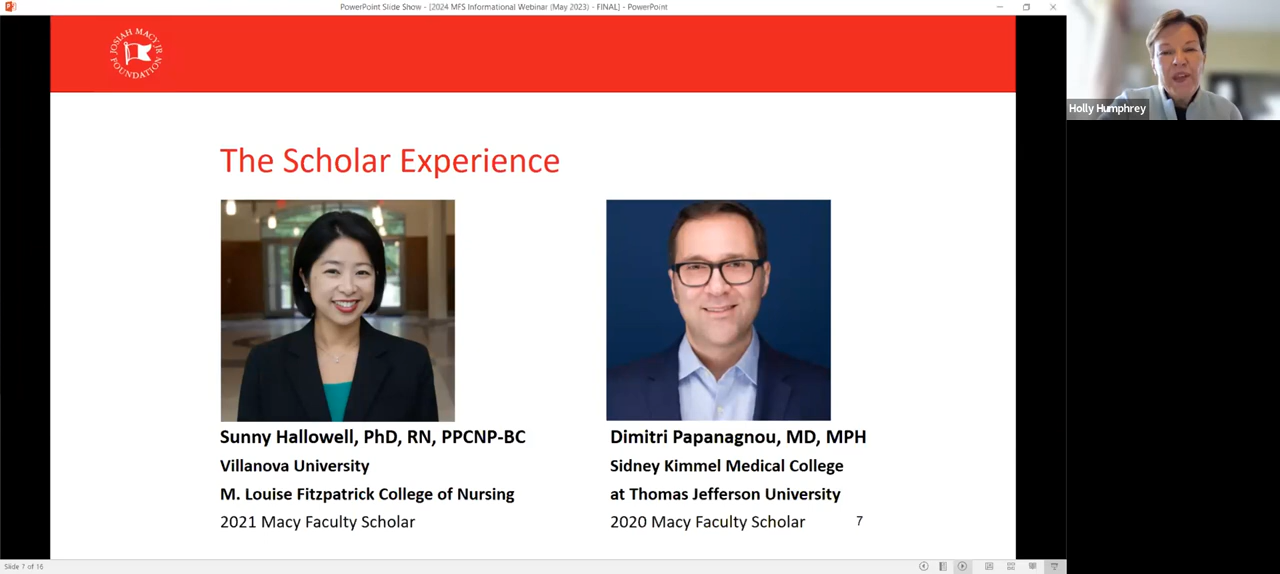 PowerPoint Slide Show - [2024 MFS Informational Webinar (May 2023) - FINAL] - PowerPoint
JOSIAH MACY JR
FOUNDATION
Holly Humphrey
The Scholar Experience
Sunny Hallowell, PhD, RN, PPCNP-BC
Villanova University
M. Louise Fitzpatrick College of Nursing
2021 Macy Faculty Scholar
Dimitri Papanagnou, MD, MPH
Sidney Kimmel Medical College
at Thomas Jefferson University
2020 Macy Faculty Scholar
7
Slide 7 of 16